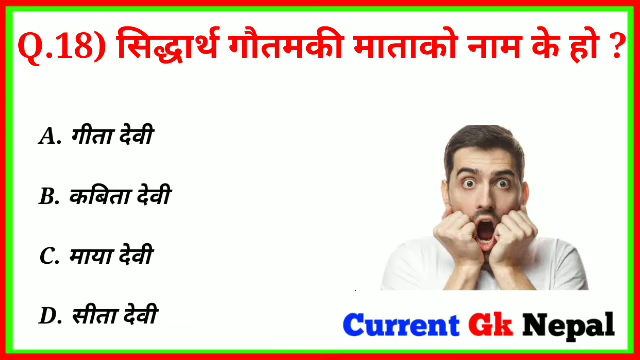 Q.18) सिद्धार्थ गौतमकी माताको नाम के हो ?
A. गीता देवी
B. कबिता देवी
C. माया देवी
D. सीता देवी
Current Gk Nepal